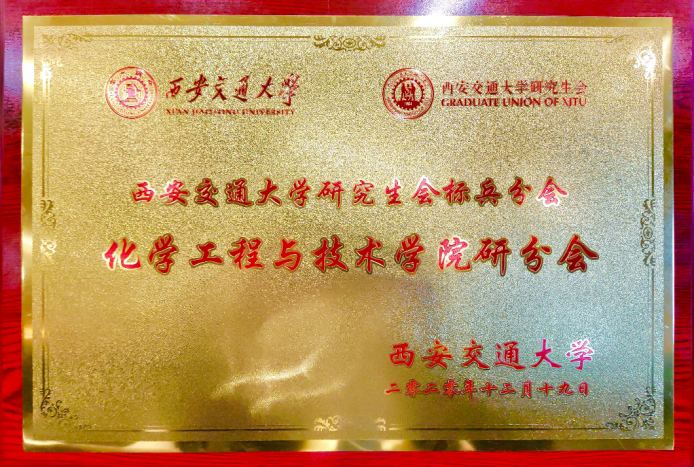 西安交通大学
XI'AN JIAOTONG UNIVERSITY
西安交通大学研究生会
GRADUATE UNION OF XJTU
西安交通大学研究生会标兵分会
化学工程与技术学院研分会
西安交通大学
二零二零年十二月十九日